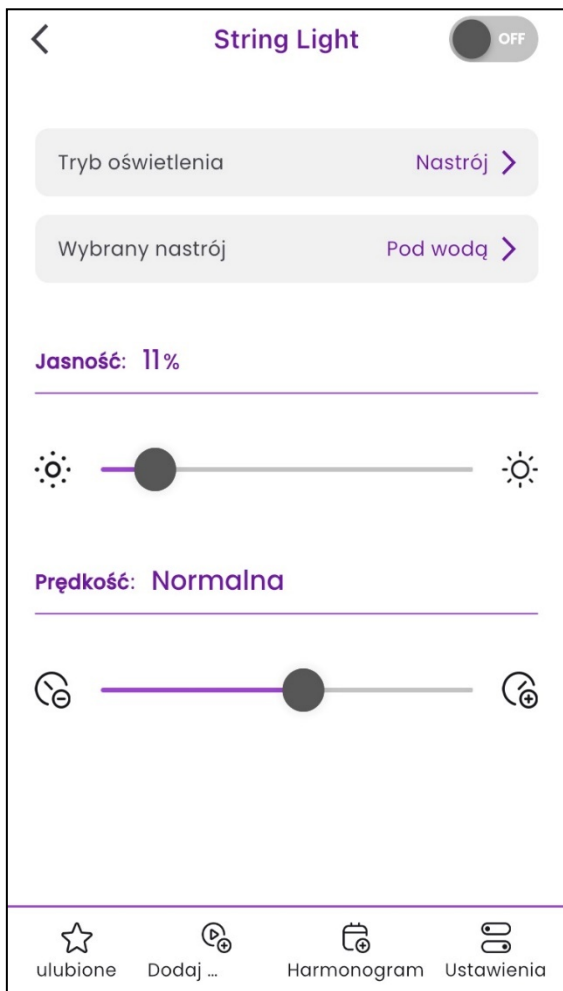 String Light
OFF
Tryb oświetlenia
Nastrój
Wybrany nastrój
Pod wodą
Jasność: 11%
Prędkość: Normalna
ulubione
Dodaj ...
Harmonogram
Ustawienia